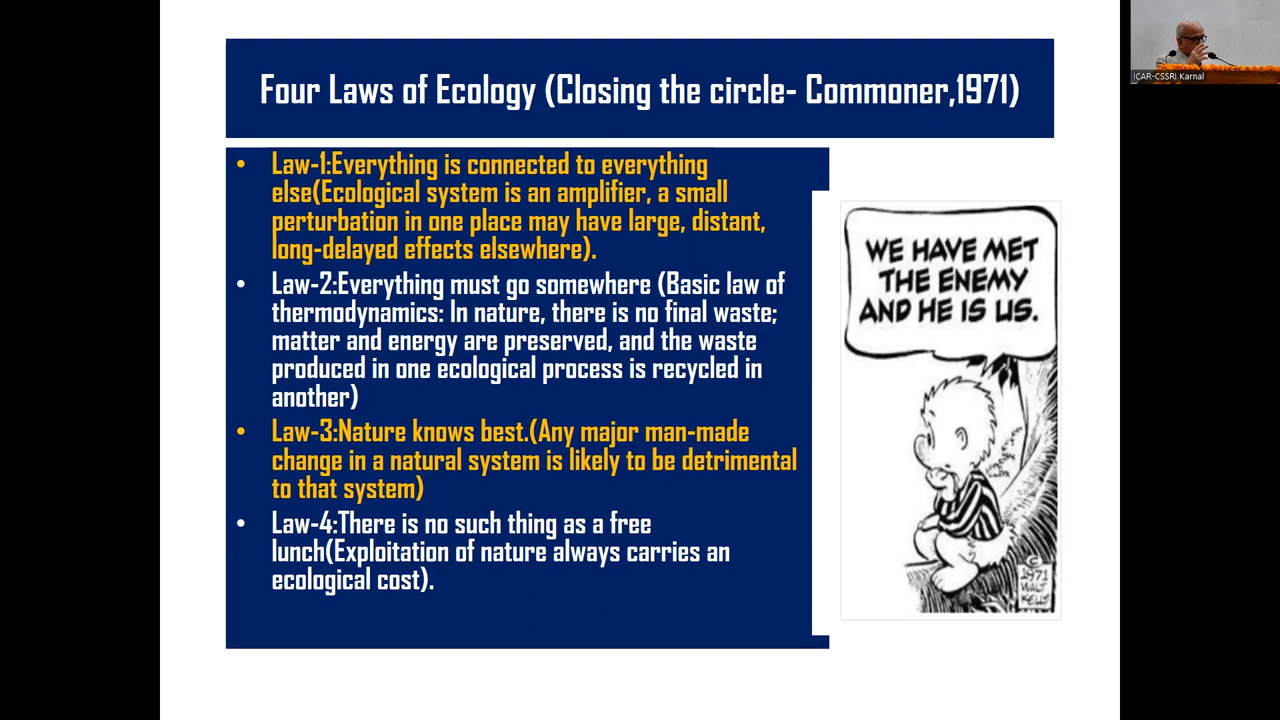 Four Laws of Ecology (Closing the circle- Commoner,1971)
ICAR-CSSRI Karnal
• Law-1:Everything is connected to everything
else(Ecological system is an amplifier, a small
perturbation in one place may have large, distant,
long-delayed effects elsewhere).
• Law-2:Everything must go somewhere (Basic law of
thermodynamics: In nature, there is no final waste;
matter and energy are preserved, and the waste
produced in one ecological process is recycled in
another)
• Law-3:Nature knows best.(Any major man-made
change in a natural system is likely to be detrimental
to that system)
• Law-4:There is no such thing as a free
lunch(Exploitation of nature always carries an
ecological cost).
WE HAVE MET
THE ENEMY
AND HE IS US.
©
1971
WALT
KELLY